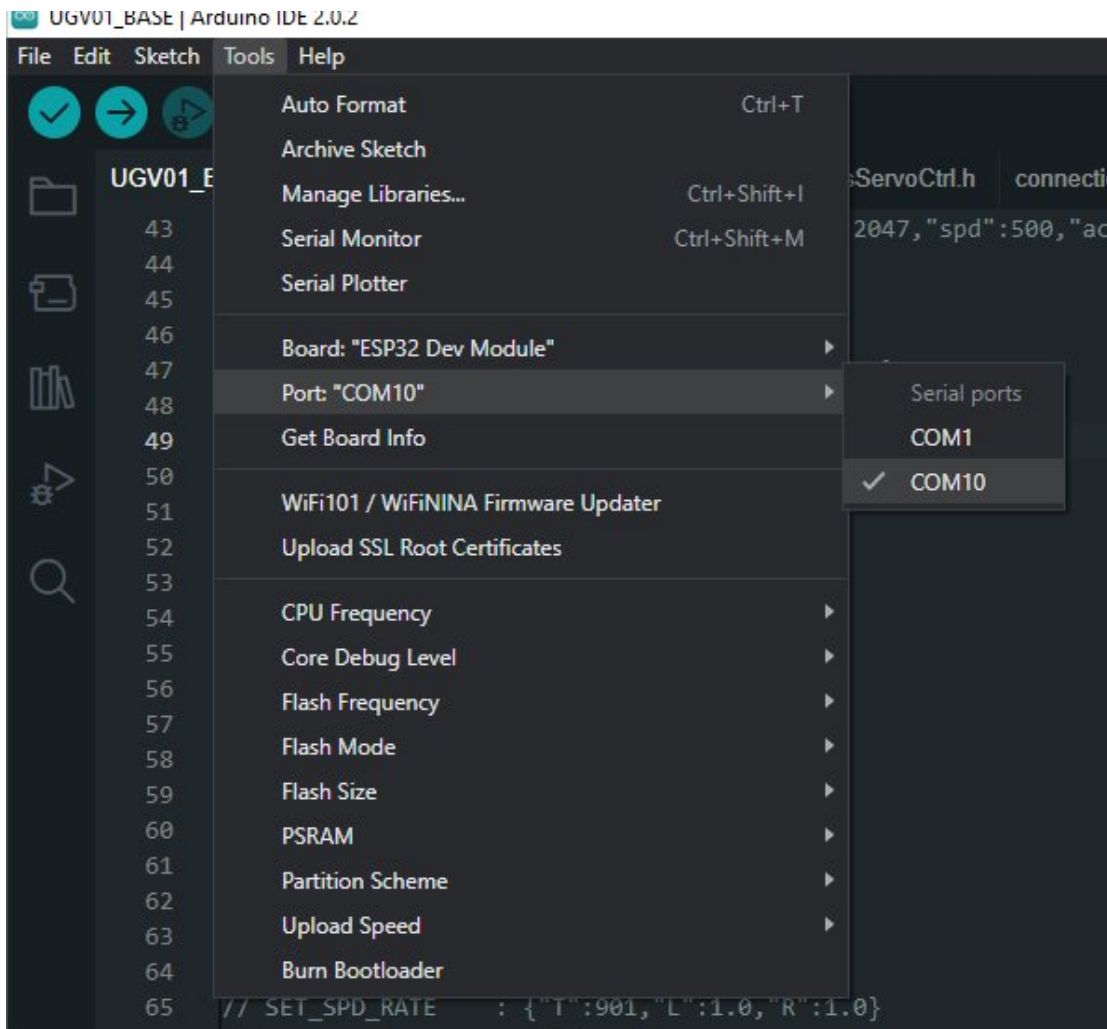 UGV01_BASE | Arduino IDE 2.0.2
File Edit Sketch Tools Help
Auto Format Ctrl+T
Archive Sketch
UGV01_B sServoCtrl.h connecti
Manage Libraries... Ctrl+Shift+I
43 2047,"spd":500,"ac
Serial Monitor Ctrl+Shift+M
44
Serial Plotter
45
46
Board: "ESP32 Dev Module"
47
Port: "COM10" Serial ports
48
49
Get Board Info COM1
50
COM10
51
WiFi101 / WiFiNINA Firmware Updater
52
Upload SSL Root Certificates
53
54
CPU Frequency
55
Core Debug Level
56
Flash Frequency
57
Flash Mode
58
59
Flash Size
60
PSRAM
61
Partition Scheme
62
Upload Speed
63
64
Burn Bootloader
65 // SET_SPD_RATE : {"T":901,"L":1.0,"R":1.0}